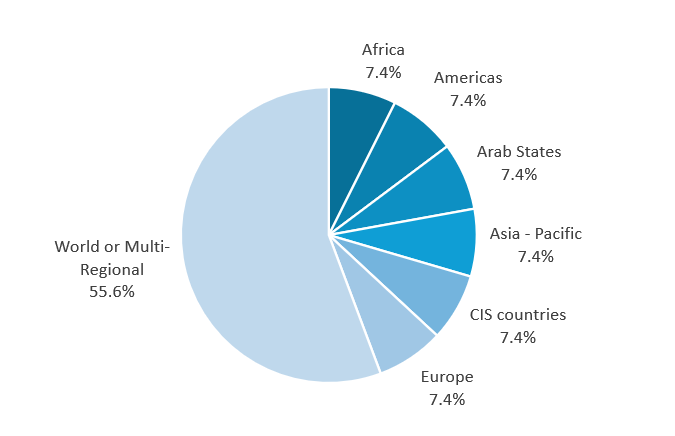 Africa
7.4%
Americas
7.4%
Arab States
7.4%
Asia - Pacific
7.4%
CIS countries
7.4%
Europe
7.4%
World or Multi-
Regional
55.6%